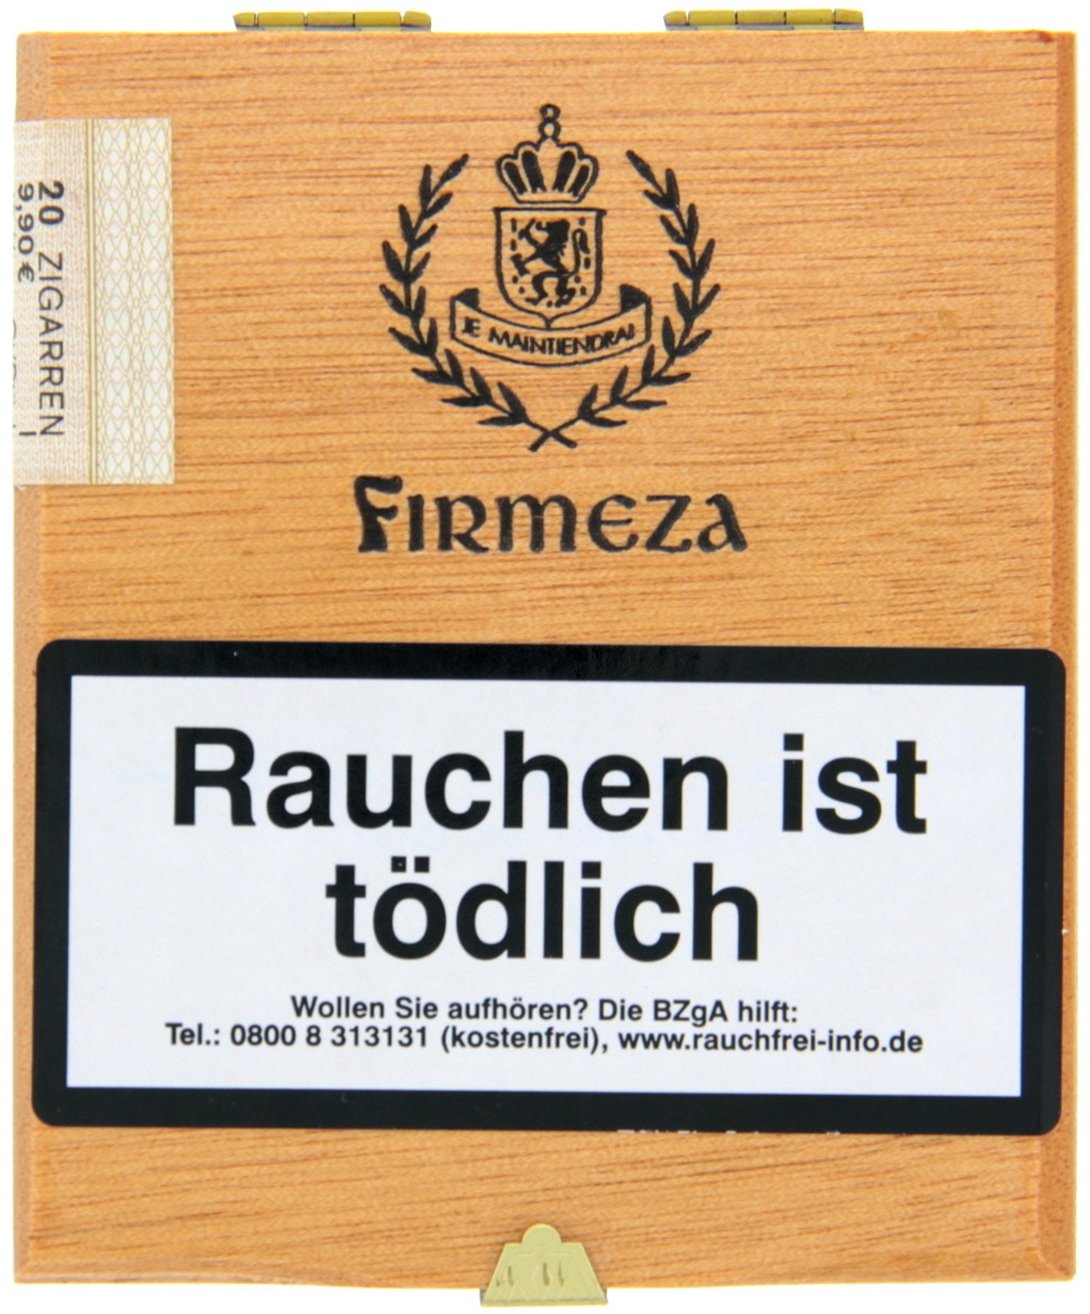 20 ZIGARREN
9,90 €
JE MAINTIENDRAI
FIRMEZA
Rauchen ist
tödlich
Wollen Sie aufhören? Die BZgA hilft:
Tel.: 0800 8 313131 (kostenfrei), www.rauchfrei-info.de